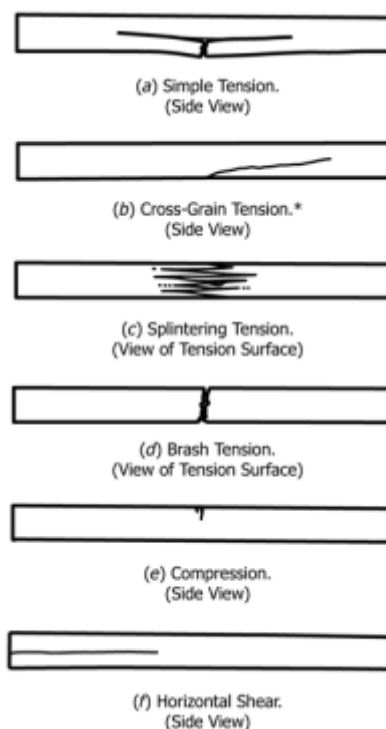 (a) Simple Tension.
(Side View)
(b) Cross-Grain Tension.*
(Side View)
(c) Splintering Tension.
(View of Tension Surface)
(d) Brash Tension.
(View of Tension Surface)
(e) Compression.
(Side View)
(f) Horizontal Shear.
(Side View)